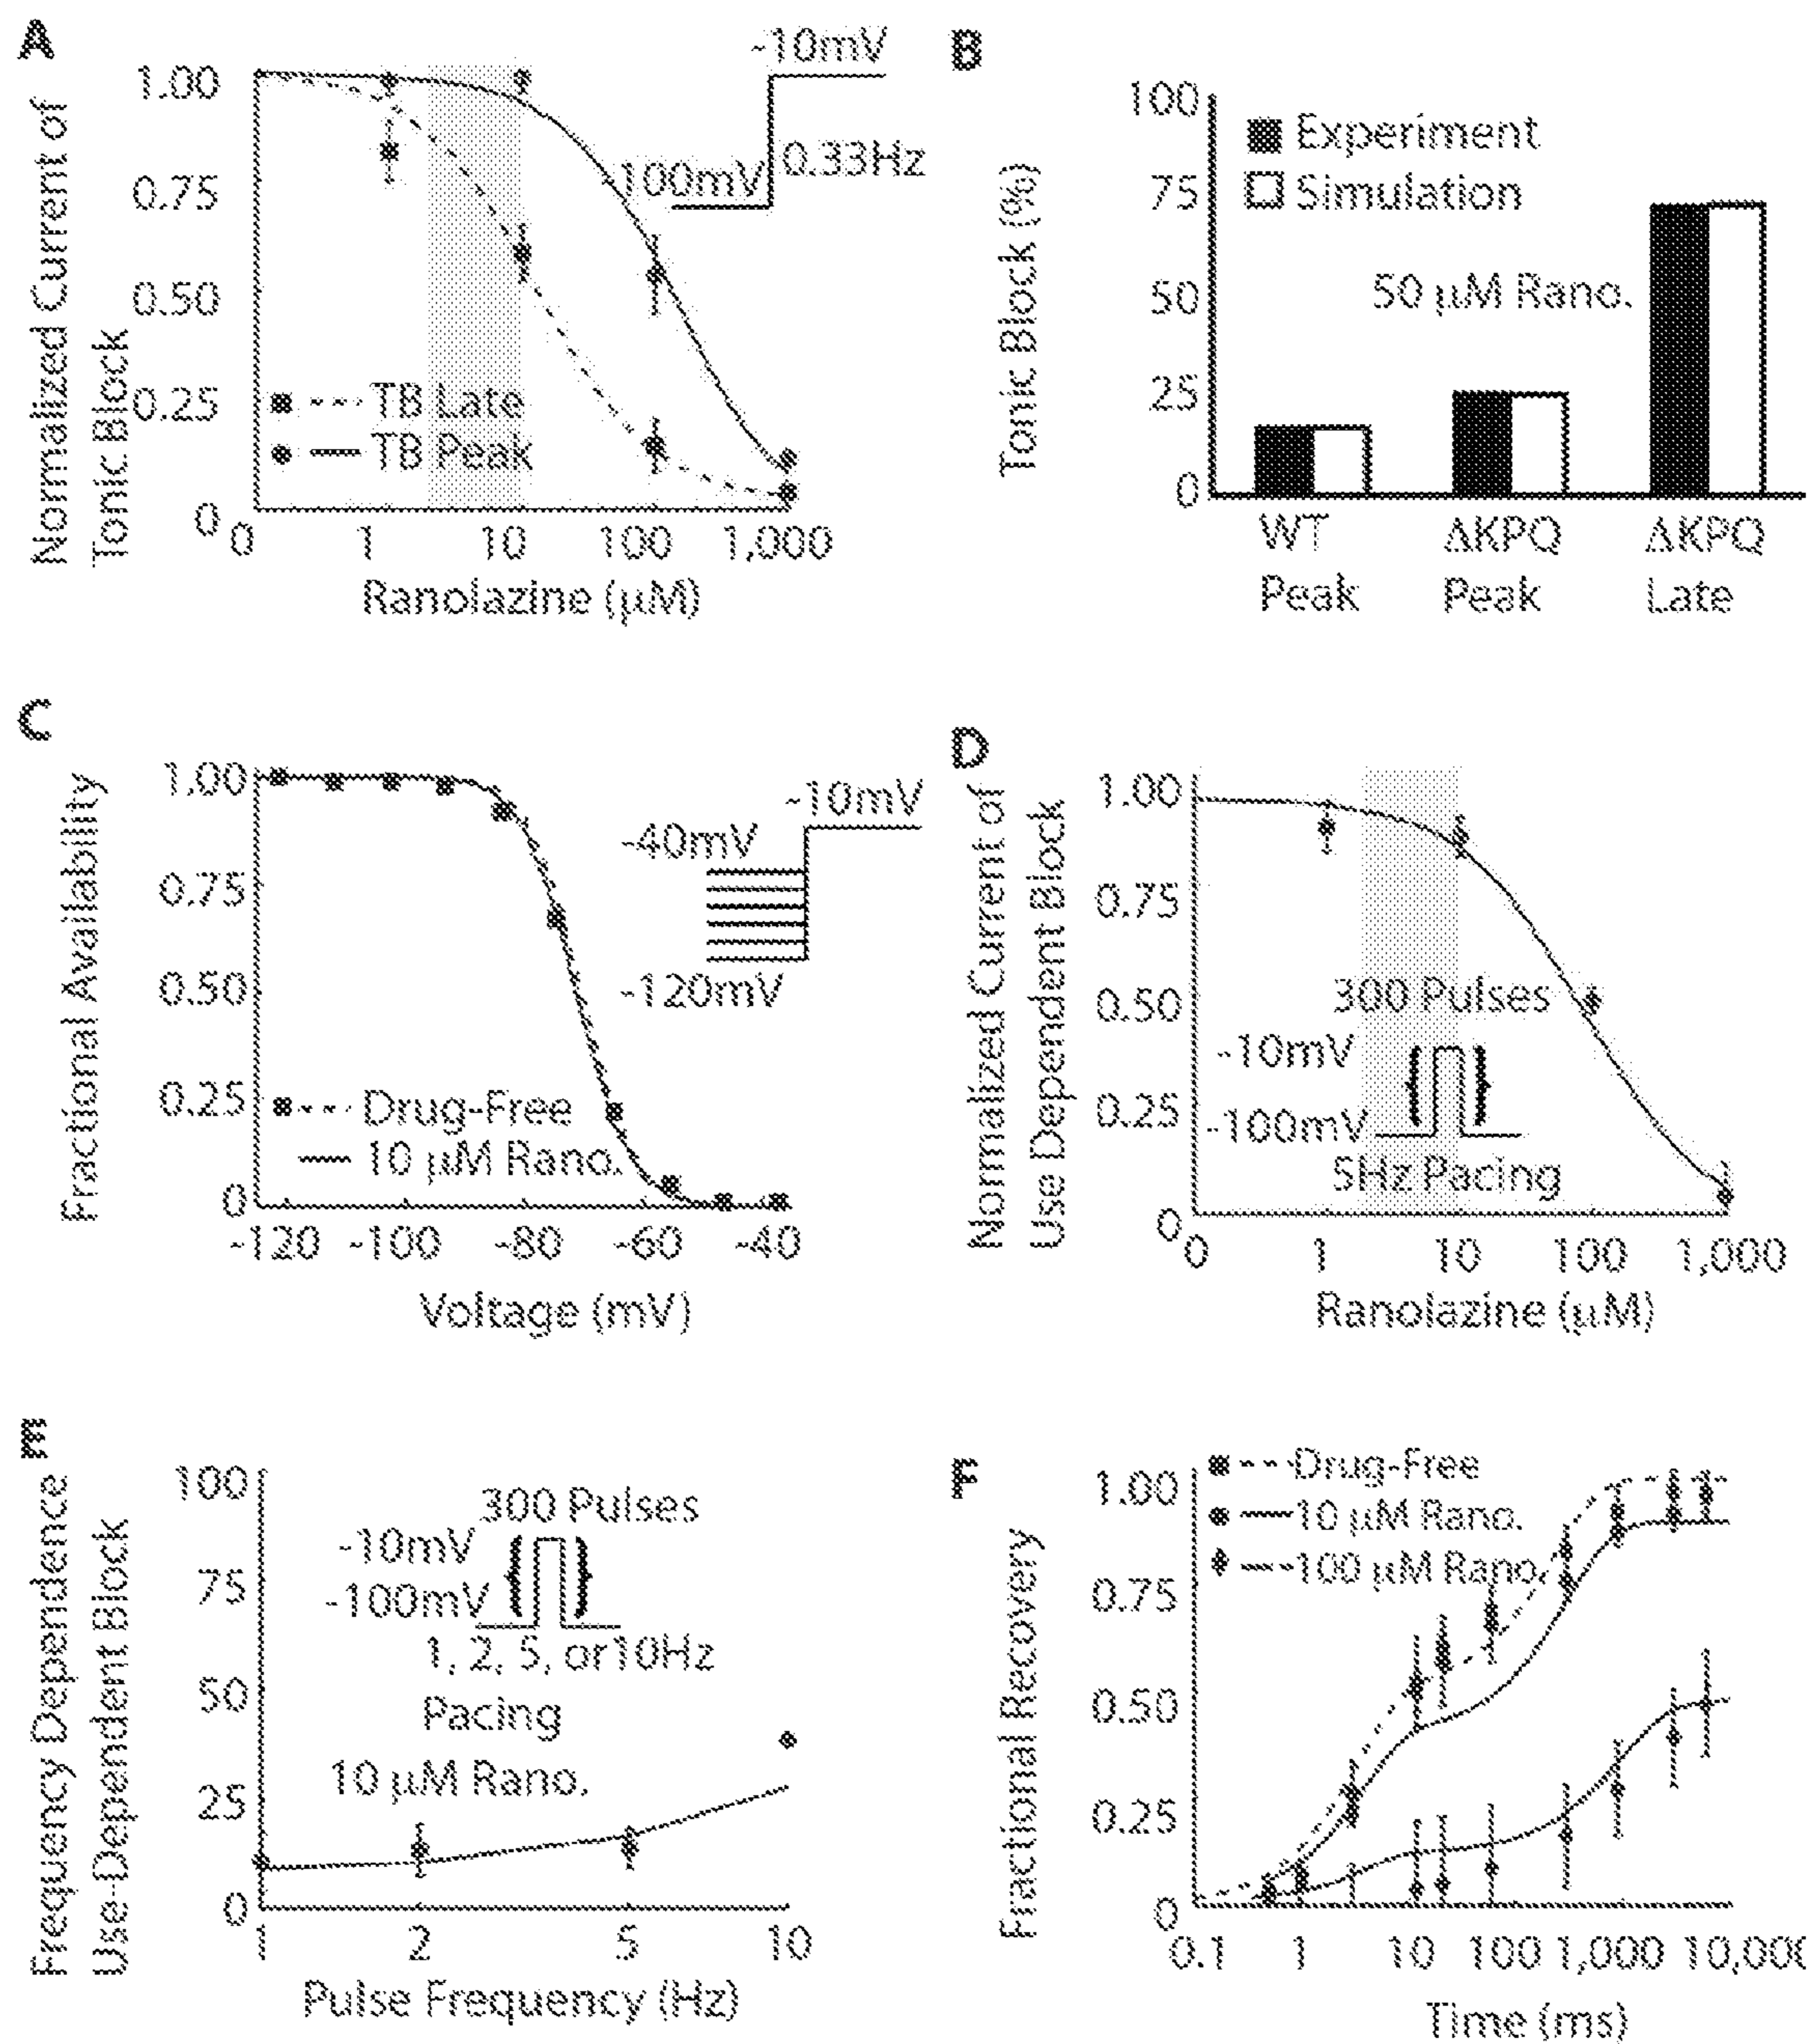 A
Normalized Current of
Tonic Block
1.00
0.75
0.50
0.25
0
-10mV
0.33Hz
-100mV
TB Late
TB Peak
0 1 10 100 1,000
Ranolazine (µM)
B
Tonic Block (%)
100
75
50
25
0
Experiment
Simulation
50 µM Rano.
WT ΔKPQ ΔKPQ
Peak Peak Late
C
Fractional Availability
1.00
0.75
0.50
0.25
0
-10mV
-40mV
-120mV
Drug-Free
10 µM Rano.
-120 -100 -80 -60 -40
Voltage (mV)
D
Normalized Current of
Use Dependent Block
1.00
0.75
0.50
0.25
0
300 Pulses
-10mV
-100mV
5Hz Pacing
0 1 10 100 1,000
Ranolazine (µM)
E
Frequency Dependence
Use-Dependent Block
100
75
50
25
0
300 Pulses
-10mV
-100mV
1, 2, 5, or10Hz
Pacing
10 µM Rano.
1 2 5 10
Pulse Frequency (Hz)
F
Fractional Recovery
1.00
0.75
0.50
0.25
0
Drug-Free
10 µM Rano.
100 µM Rano.
0.1 1 10 100 1,000 10,000
Time (ms)